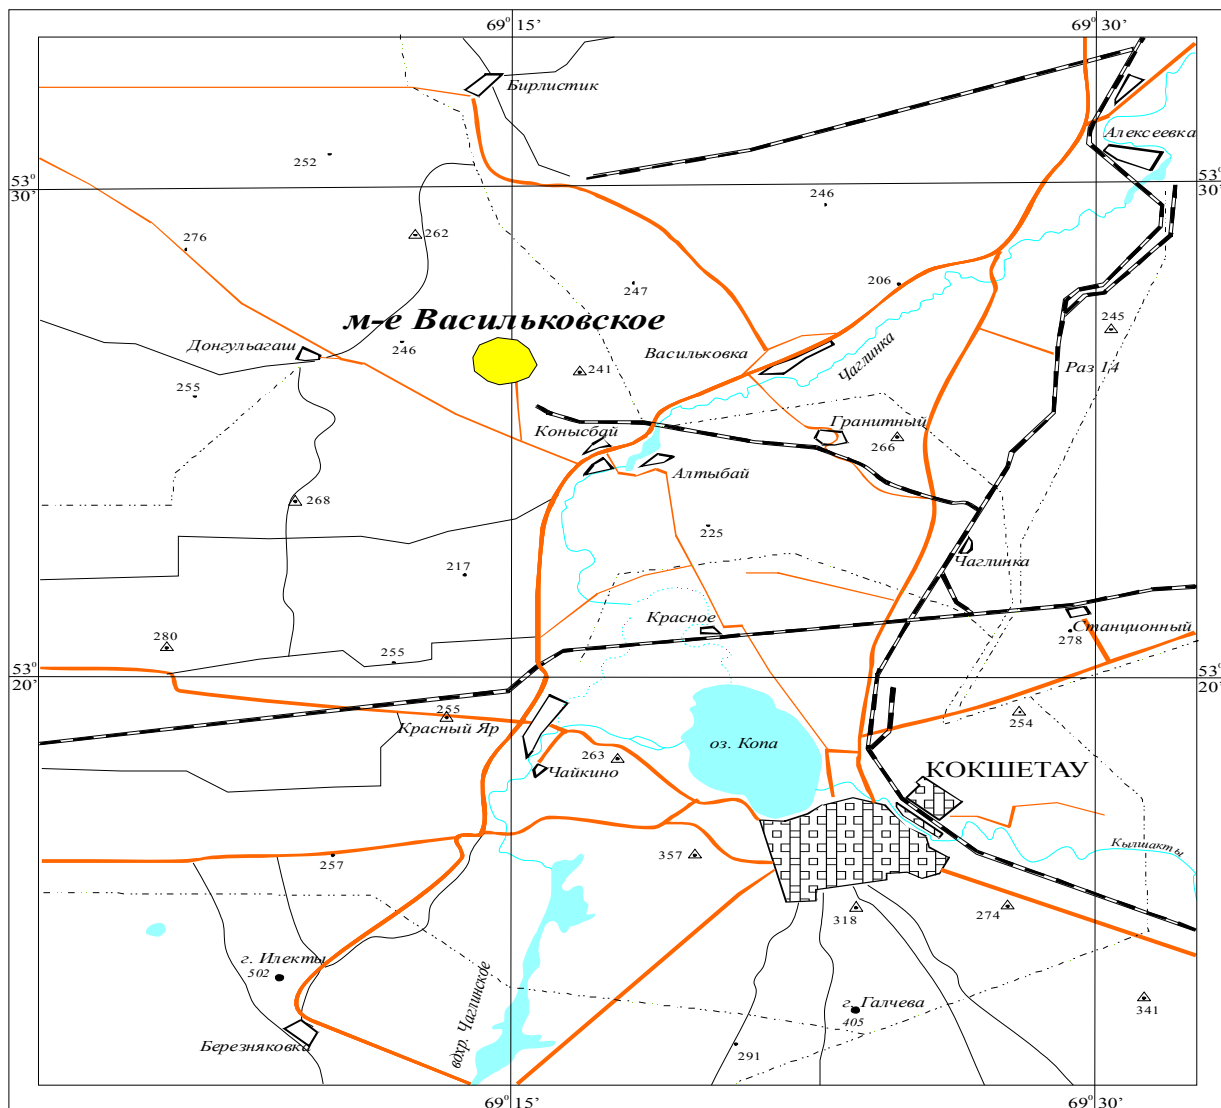 69° 15'
69° 30'
Бирлистик
Алексеевка
252
53° 30'
53° 30'
246
262
276
247
206
245
м-е Васильковское
Донгулъагаш
246
Васильковка
Чаглинка
241
Раз 14
255
Гранитный
266
Конысбай
Алтыбай
268
225
217
Чаглинка
Красное
Станционный
278
280
255
53° 20'
53° 20'
255
254
Красный Яр
оз. Копа
263
Чайкино
КОКШЕТАУ
Кылшакты
257
357
318
274
г. Илекты
502
вдхр. Чаглинское
г. Галчева
405
341
Березняковка
291
69° 15'
69° 30'